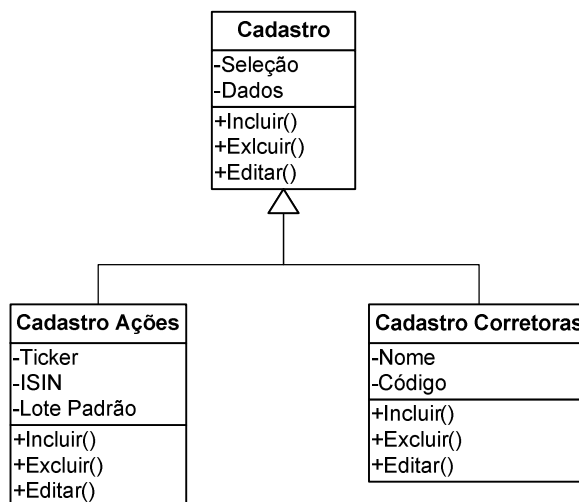 Cadastro
-Seleção
-Dados
+Incluir()
+Exlcuir()
+Editar()
Cadastro Ações
-Ticker
-ISIN
-Lote Padrão
+Incluir()
+Excluir()
+Editar()
Cadastro Corretoras
-Nome
-Código
+Incluir()
+Excluir()
+Editar()